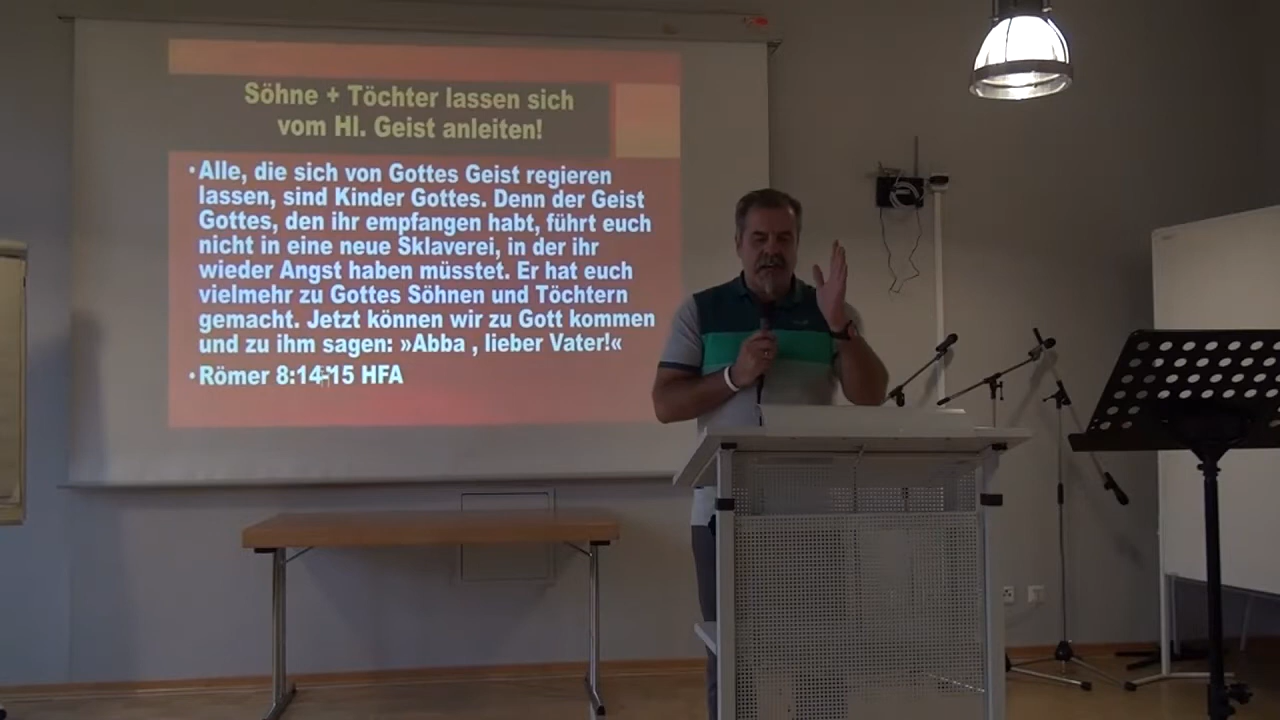 Söhne + Töchter lassen sich
vom Hl. Geist anleiten!
• Alle, die sich von Gottes Geist regieren
lassen, sind Kinder Gottes. Denn der Geist
Gottes, den ihr empfangen habt, führt euch
nicht in eine neue Sklaverei, in der ihr
wieder Angst haben müsstet. Er hat euch
vielmehr zu Gottes Söhnen und Töchtern
gemacht. Jetzt können wir zu Gott kommen
und zu ihm sagen: »Abba , lieber Vater!«
• Römer 8:14-15 HFA